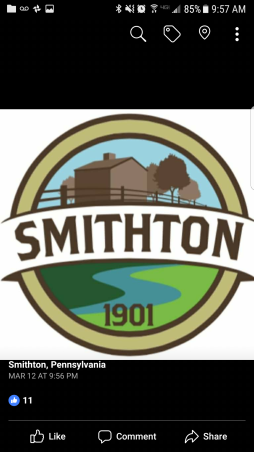 85% 9:57 AM
SMITHTON
1901
Smithton, Pennsylvania
MAR 12 AT 9:56 PM
11
Like Comment Share